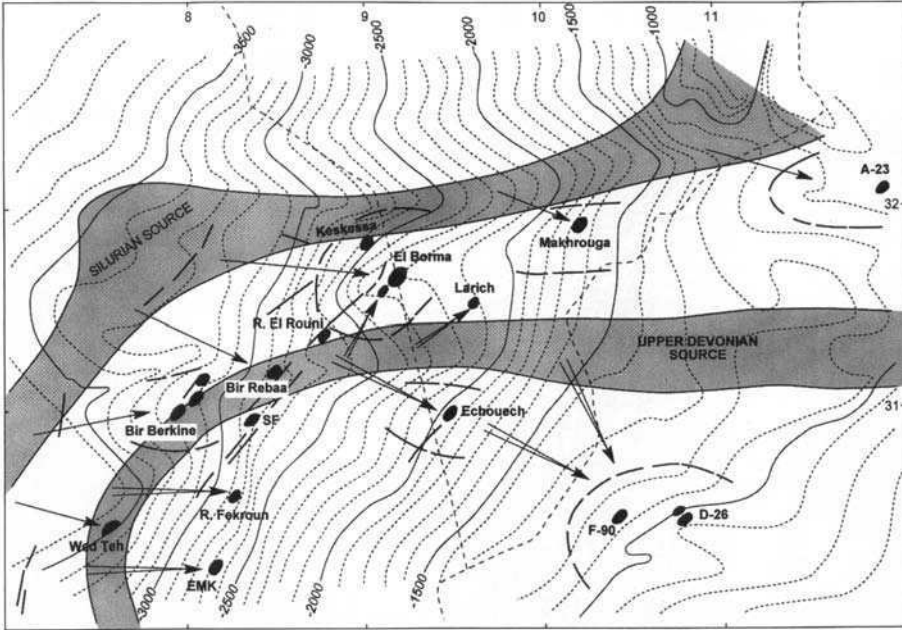 8
9
10
11
-3500
-3000
-2500
-2000
-1500
1000
A-23
32
SILURIAN SOURCE
Keskessa
Makhrouga
El Borma
Larich
R. El Rouni
UPPER DEVONIAN
SOURCE
Bir Rebaa
Echouech
31
SF
Bir Berkine
R. Fekroun
F-90
D-26
Wad Teh
EMK
-3000
-2500
-2000
-1500